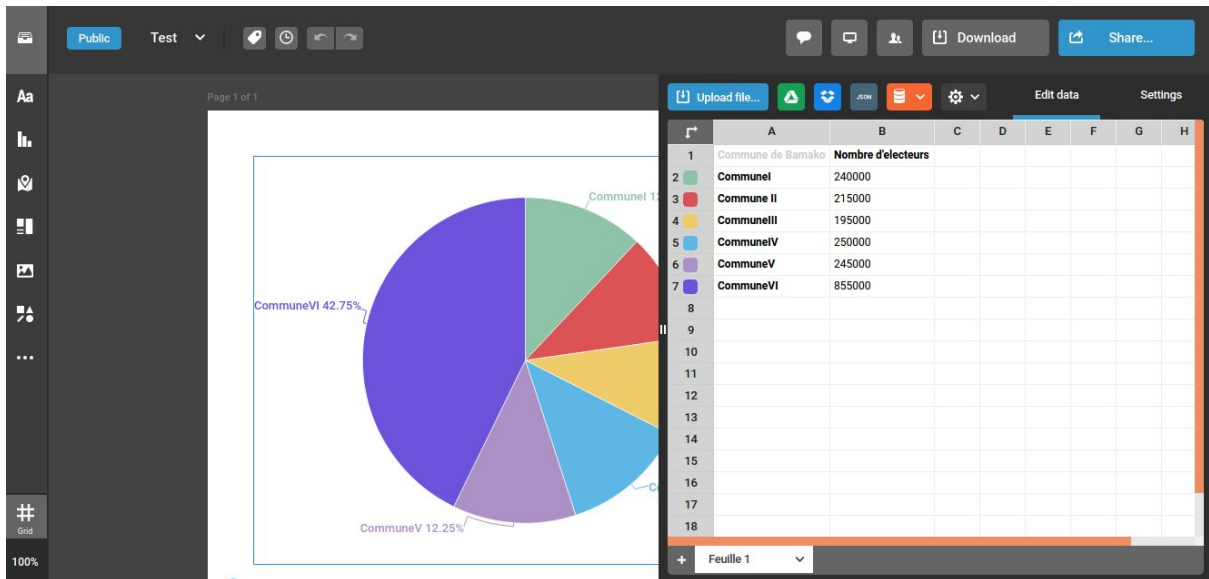 Public Test Download Share...
Aa
Page 1 of 1
Upload file... JSON Edit data Settings
A B C D E F G H
1 Commune de Bamako Nombre d'electeurs
2 CommuneI 240000
3 Commune II 215000
4 CommuneIII 195000
5 CommuneIV 250000
6 CommuneV 245000
7 CommuneVI 855000
8
9
10
11
12
13
14
15
16
17
18
CommuneI
CommuneVI 42.75%
CommuneV 12.25%
Grid
100%
+ Feuille 1